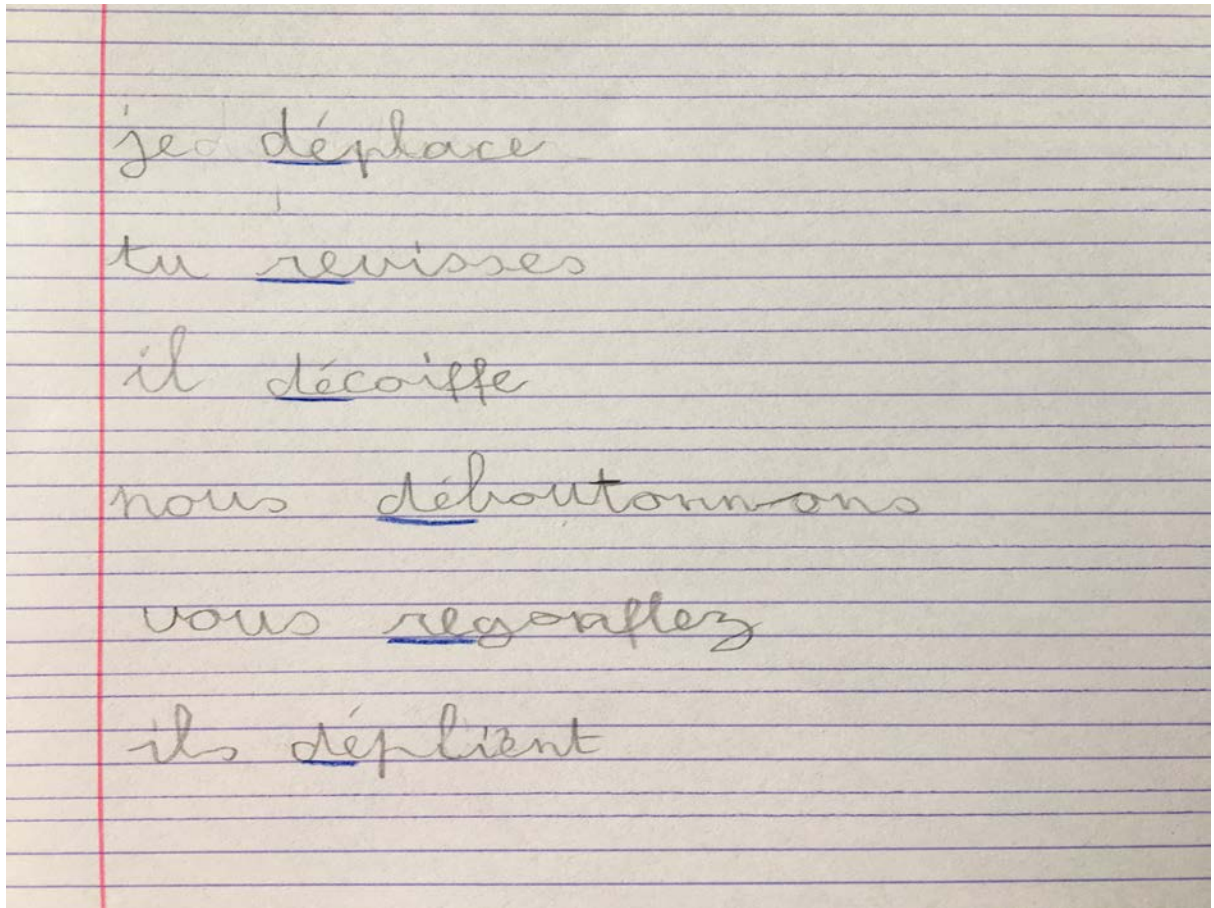 je déplace
tu revisses
il décoiffe
nous déboutonnons
vous regonflez
ils déplient